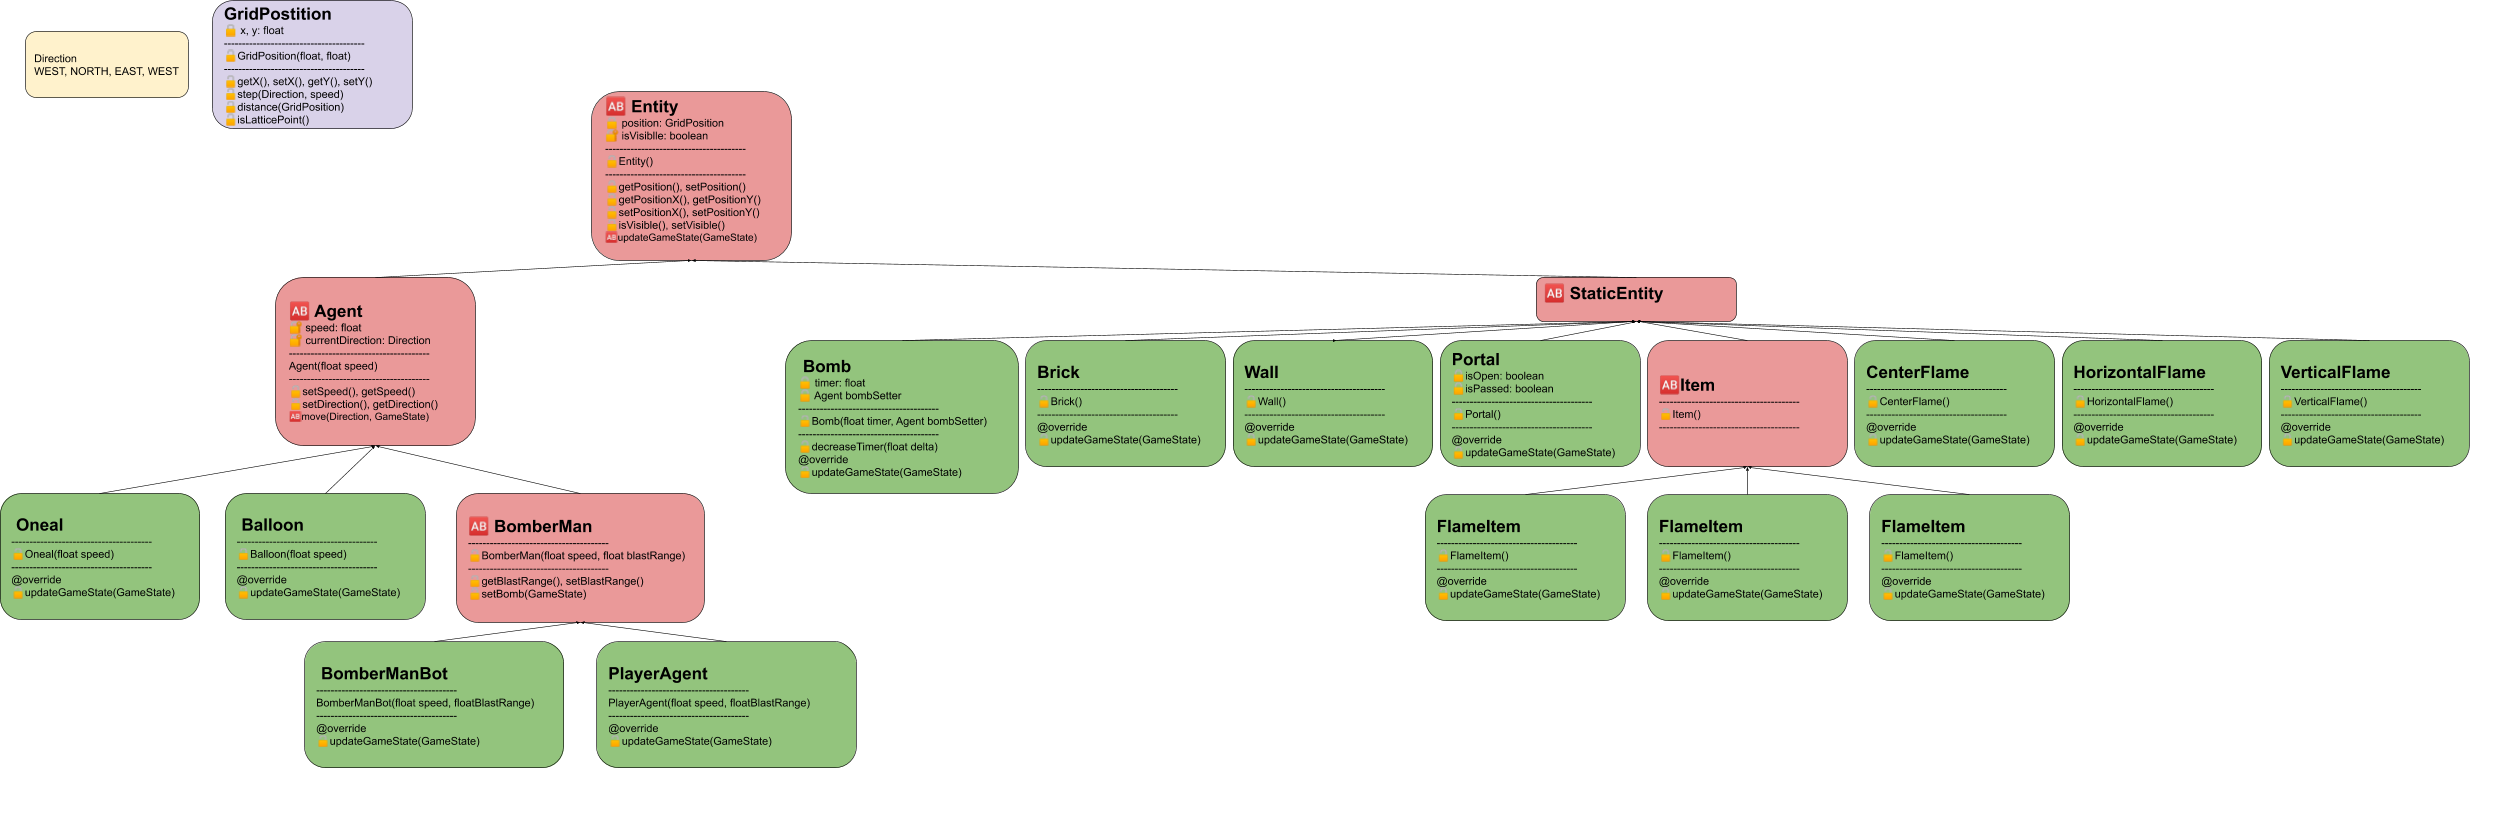 Direction
WEST, NORTH, EAST, WEST
GridPostition
🔒 x, y: float
---------------------------------------
🔓GridPosition(float, float)
---------------------------------------
🔓getX(), setX(), getY(), setY()
🔓step(Direction, speed)
🔓distance(GridPosition)
🔓isLatticePoint()
🆎 Entity
🔒 position: GridPosition
🔐 isVisiblle: boolean
---------------------------------------
🔓Entity()
---------------------------------------
🔓getPosition(), setPosition()
🔓getPositionX(), getPositionY()
🔓setPositionX(), setPositionY()
🔓isVisible(), setVisible()
🆎updateGameState(GameState)
🆎 Agent
🔐 speed: float
🔐 currentDirection: Direction
---------------------------------------
Agent(float speed)
---------------------------------------
🔓setSpeed(), getSpeed()
🔓setDirection(), getDirection()
🆎move(Direction, GameState)
🆎 StaticEntity
Bomb
🔒 timer: float
🔒 Agent bombSetter
---------------------------------------
🔓Bomb(float timer, Agent bombSetter)
---------------------------------------
🔓decreaseTimer(float delta)
@override
🔓updateGameState(GameState)
Brick
---------------------------------------
🔓Brick()
---------------------------------------
@override
🔓updateGameState(GameState)
Wall
---------------------------------------
🔓Wall()
---------------------------------------
@override
🔓updateGameState(GameState)
Portal
🔒isOpen: boolean
🔒isPassed: boolean
---------------------------------------
🔓Portal()
---------------------------------------
@override
🔓updateGameState(GameState)
🆎Item
---------------------------------------
🔓Item()
---------------------------------------
CenterFlame
---------------------------------------
🔓CenterFlame()
---------------------------------------
@override
🔓updateGameState(GameState)
HorizontalFlame
---------------------------------------
🔓HorizontalFlame()
---------------------------------------
@override
🔓updateGameState(GameState)
VerticalFlame
---------------------------------------
🔓VerticalFlame()
---------------------------------------
@override
🔓updateGameState(GameState)
Oneal
---------------------------------------
🔓Oneal(float speed)
---------------------------------------
@override
🔓updateGameState(GameState)
Balloon
---------------------------------------
🔓Balloon(float speed)
---------------------------------------
@override
🔓updateGameState(GameState)
🆎 BomberMan
---------------------------------------
🔓BomberMan(float speed, float blastRange)
---------------------------------------
🔓getBlastRange(), setBlastRange()
🔓setBomb(GameState)
FlameItem
---------------------------------------
🔓FlameItem()
---------------------------------------
@override
🔓updateGameState(GameState)
FlameItem
---------------------------------------
🔓FlameItem()
---------------------------------------
@override
🔓updateGameState(GameState)
FlameItem
---------------------------------------
🔓FlameItem()
---------------------------------------
@override
🔓updateGameState(GameState)
BomberManBot
---------------------------------------
BomberManBot(float speed, floatBlastRange)
---------------------------------------
@override
🔓updateGameState(GameState)
PlayerAgent
---------------------------------------
PlayerAgent(float speed, floatBlastRange)
---------------------------------------
@override
🔓updateGameState(GameState)